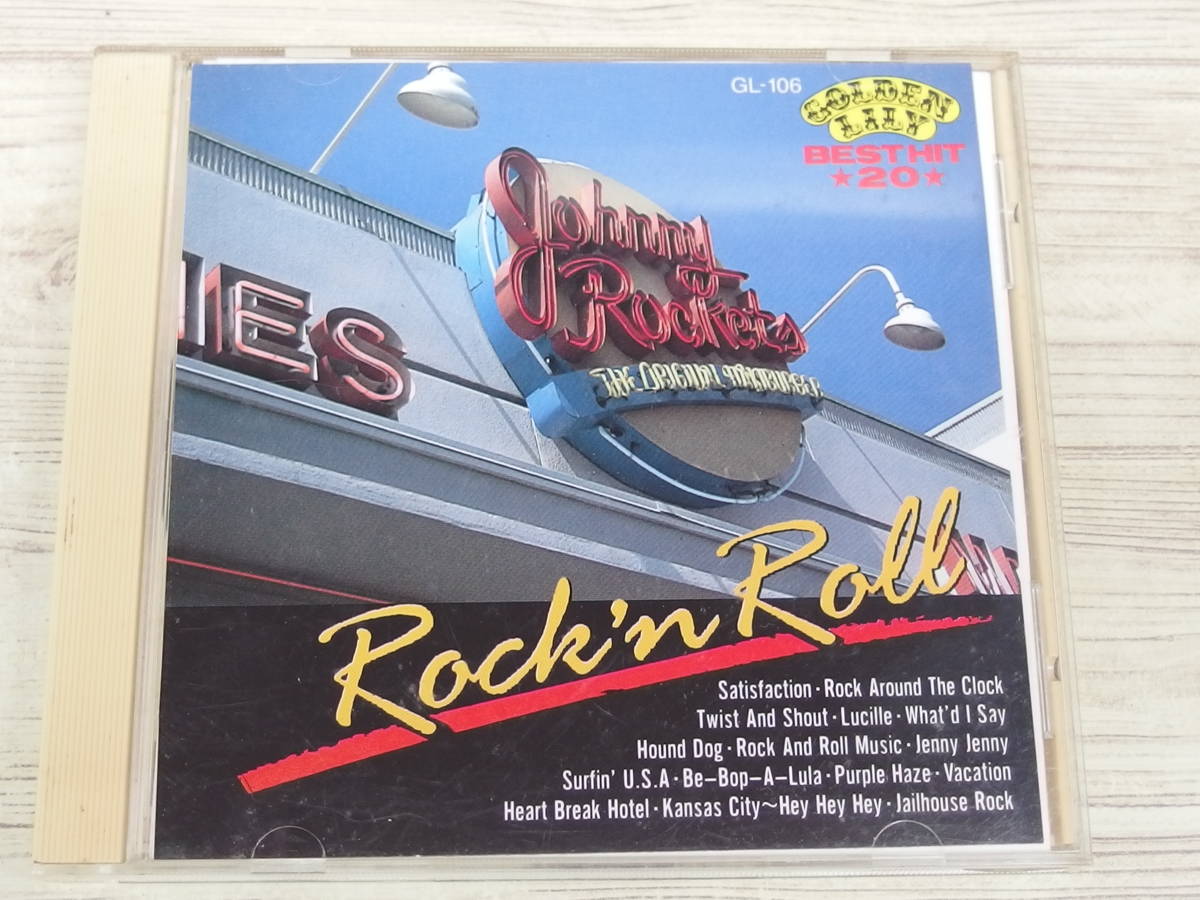 GL-106
GOLDEN
LILY
BEST HIT
★20★
Johnny
Rockets
THE ORIGINAL HAMBURGER
IES
Rock'n Roll
Satisfaction・Rock Around The Clock
Twist And Shout・Lucille・What'd I Say
Hound Dog・Rock And Roll Music・Jenny Jenny
Surfin' U.S.A・Be-Bop-A-Lula・Purple Haze・Vacation
Heart Break Hotel・Kansas City~Hey Hey Hey・Jailhouse Rock